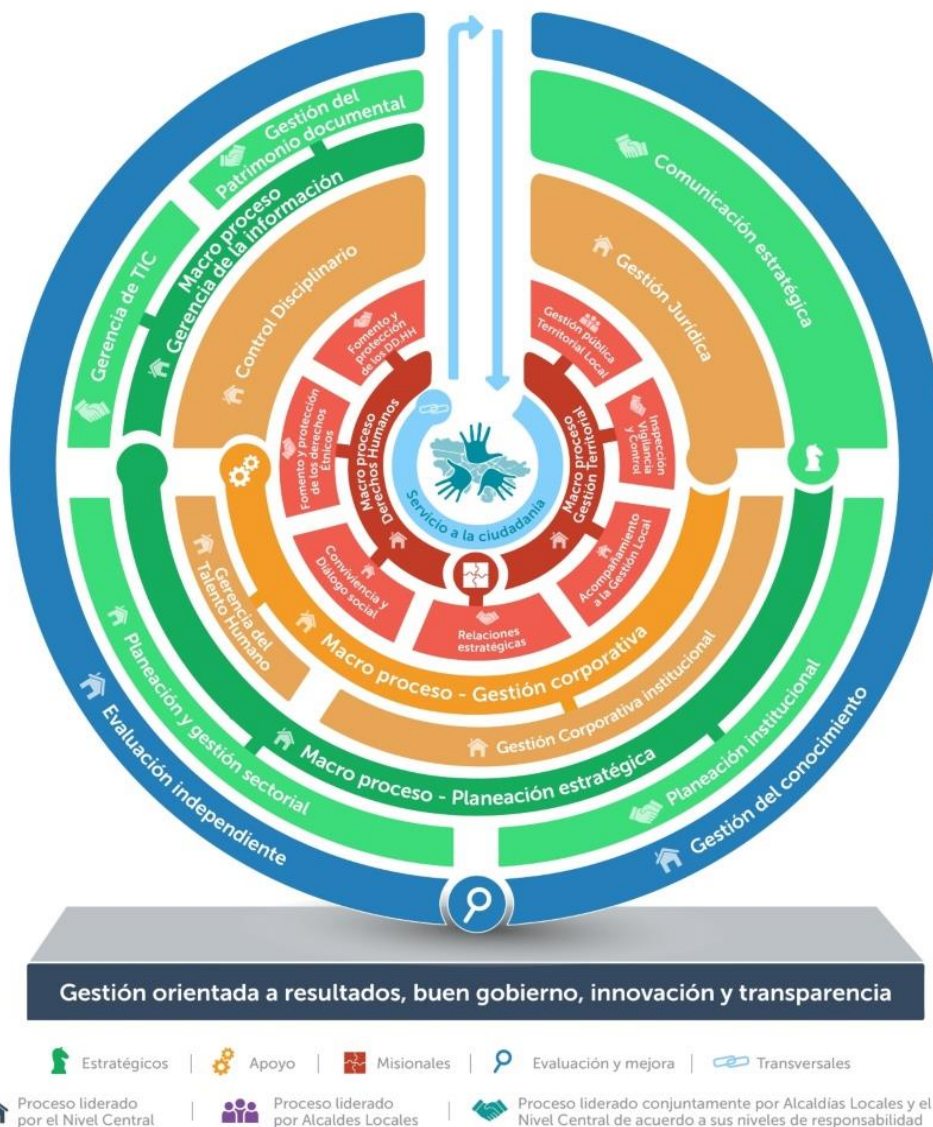 Gestión del
Patrimonio documental
Comunicación estratégica
Macro proceso
Gerencia de la información
Gerencia de TIC
Control Disciplinario
Gestión Jurídica
Fomento y
protección
de los DD.HH
Gestión pública
Territorial Local
Fomento y protección
de los derechos
Étnicos
Macro proceso
Derechos Humanos
Servicio a la ciudadanía
Macro proceso
Gestión Territorial
Inspección
Vigilancia
y Control
Conviviencia y
Diálogo social
Relaciones
estratégicas
Acompañamiento
a la Gestión Local
Gerencia del
Talento Humano
Macro proceso - Gestión corporativa
Gestión Corporativa institucional
Planeación y gestión sectorial
Macro proceso - Planeación estratégica
Planeación institucional
Evaluación independiente
Gestión del conocimiento
Gestión orientada a resultados, buen gobierno, innovación y transparencia
Estratégicos | Apoyo | Misionales | Evaluación y mejora | Transversales
Proceso liderado
por el Nivel Central
Proceso liderado
por Alcaldes Locales
Proceso liderado conjuntamente por Alcaldías Locales y el
Nivel Central de acuerdo a sus niveles de responsabilidad